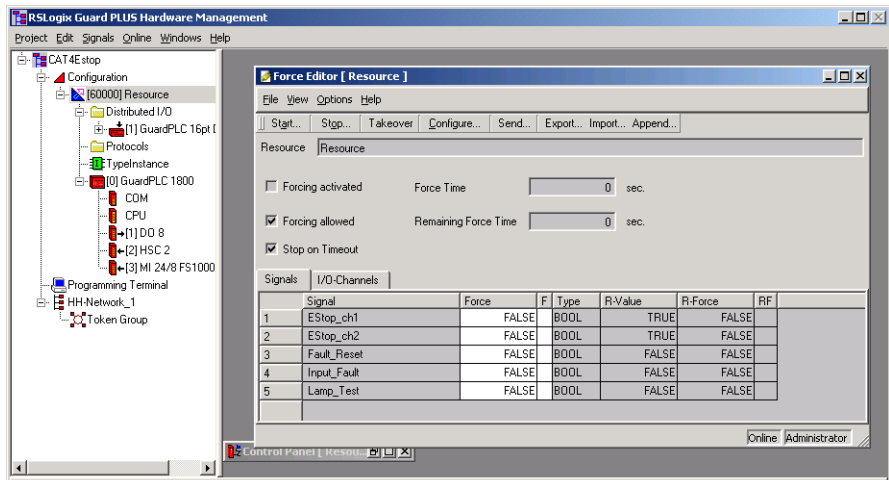 RSLogix Guard PLUS Hardware Management
Project Edit Signals Online Windows Help
CAT4Estop
Configuration
[60000] Resource
Distributed I/O
[1] GuardPLC 16pt
Protocols
TypeInstance
[0] GuardPLC 1800
COM
CPU
[1] DO 8
[2] HSC 2
[3] MI 24/8 FS1000
Programming Terminal
HH-Network_1
Token Group
Force Editor [ Resource ]
File View Options Help
Start... Stop... Takeover Configure... Send... Export... Import... Append...
Resource Resource
Forcing activated Force Time 0 sec.
Forcing allowed Remaining Force Time 0 sec.
Stop on Timeout
Signals I/O-Channels
Signal Force F Type R-Value R-Force RF
1 EStop_ch1 FALSE BOOL TRUE FALSE
2 EStop_ch2 FALSE BOOL TRUE FALSE
3 Fault_Reset FALSE BOOL FALSE FALSE
4 Input_Fault FALSE BOOL FALSE FALSE
5 Lamp_Test FALSE BOOL FALSE FALSE
Online Administrator
Control Panel [ Resou...